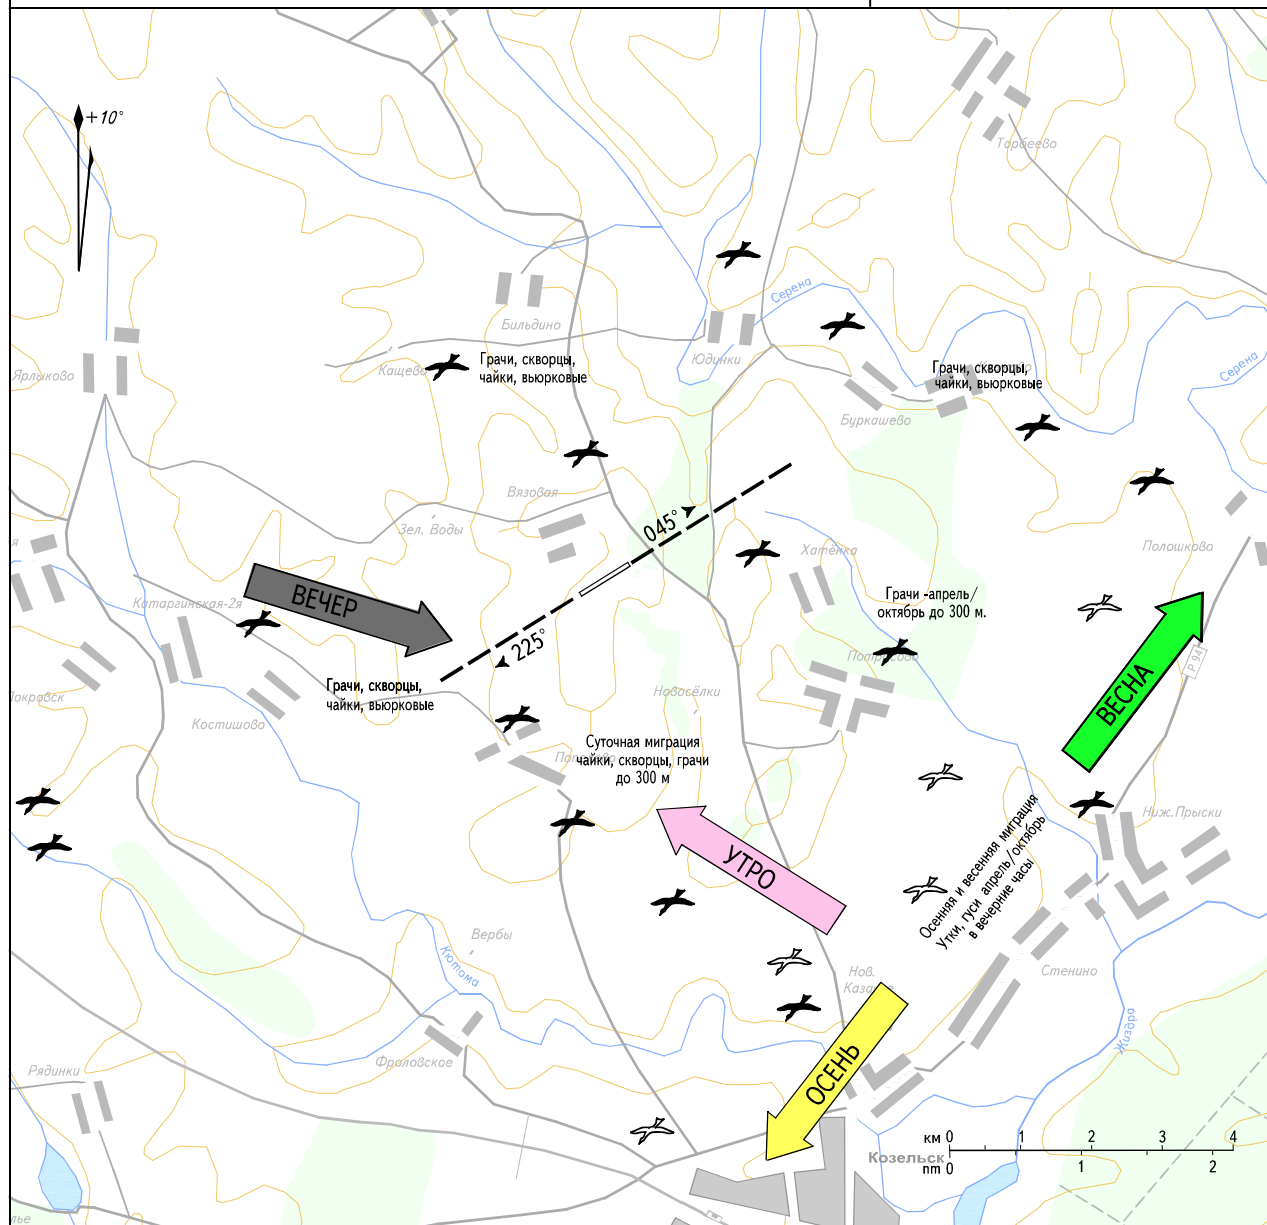 +10°
Торбеево
Серена
Бильдино
Юдинки
Серена
Ярлыково
Кащево
Грачи, скворцы,
чайки, вьюрковые
Грачи, скворцы,
чайки, вьюрковые
Буркашево
Вязовая
Зел. Воды
045°
Хатёнка
Полошково
я
ВЕЧЕР
Катаргинская-2я
225°
Грачи -апрель/
октябрь до 300 м.
Потросово
Р 94
ВЕСНА
Покровск
Костишово
Грачи, скворцы,
чайки, вьюрковые
Новосёлки
Суточная миграция
чайки, скворцы, грачи
до 300 м
Ниж.Прыски
УТРО
Осенняя и весенняя миграция
Утки, гуси апрель/октябрь
в вечерние часы
Вербы
Кютома
Нов.
Стенино
Жиздра
ОСЕНЬ
Рядинки
Фроловское
км 0 1 2 3 4
Козельск
nm 0 1 2
лье